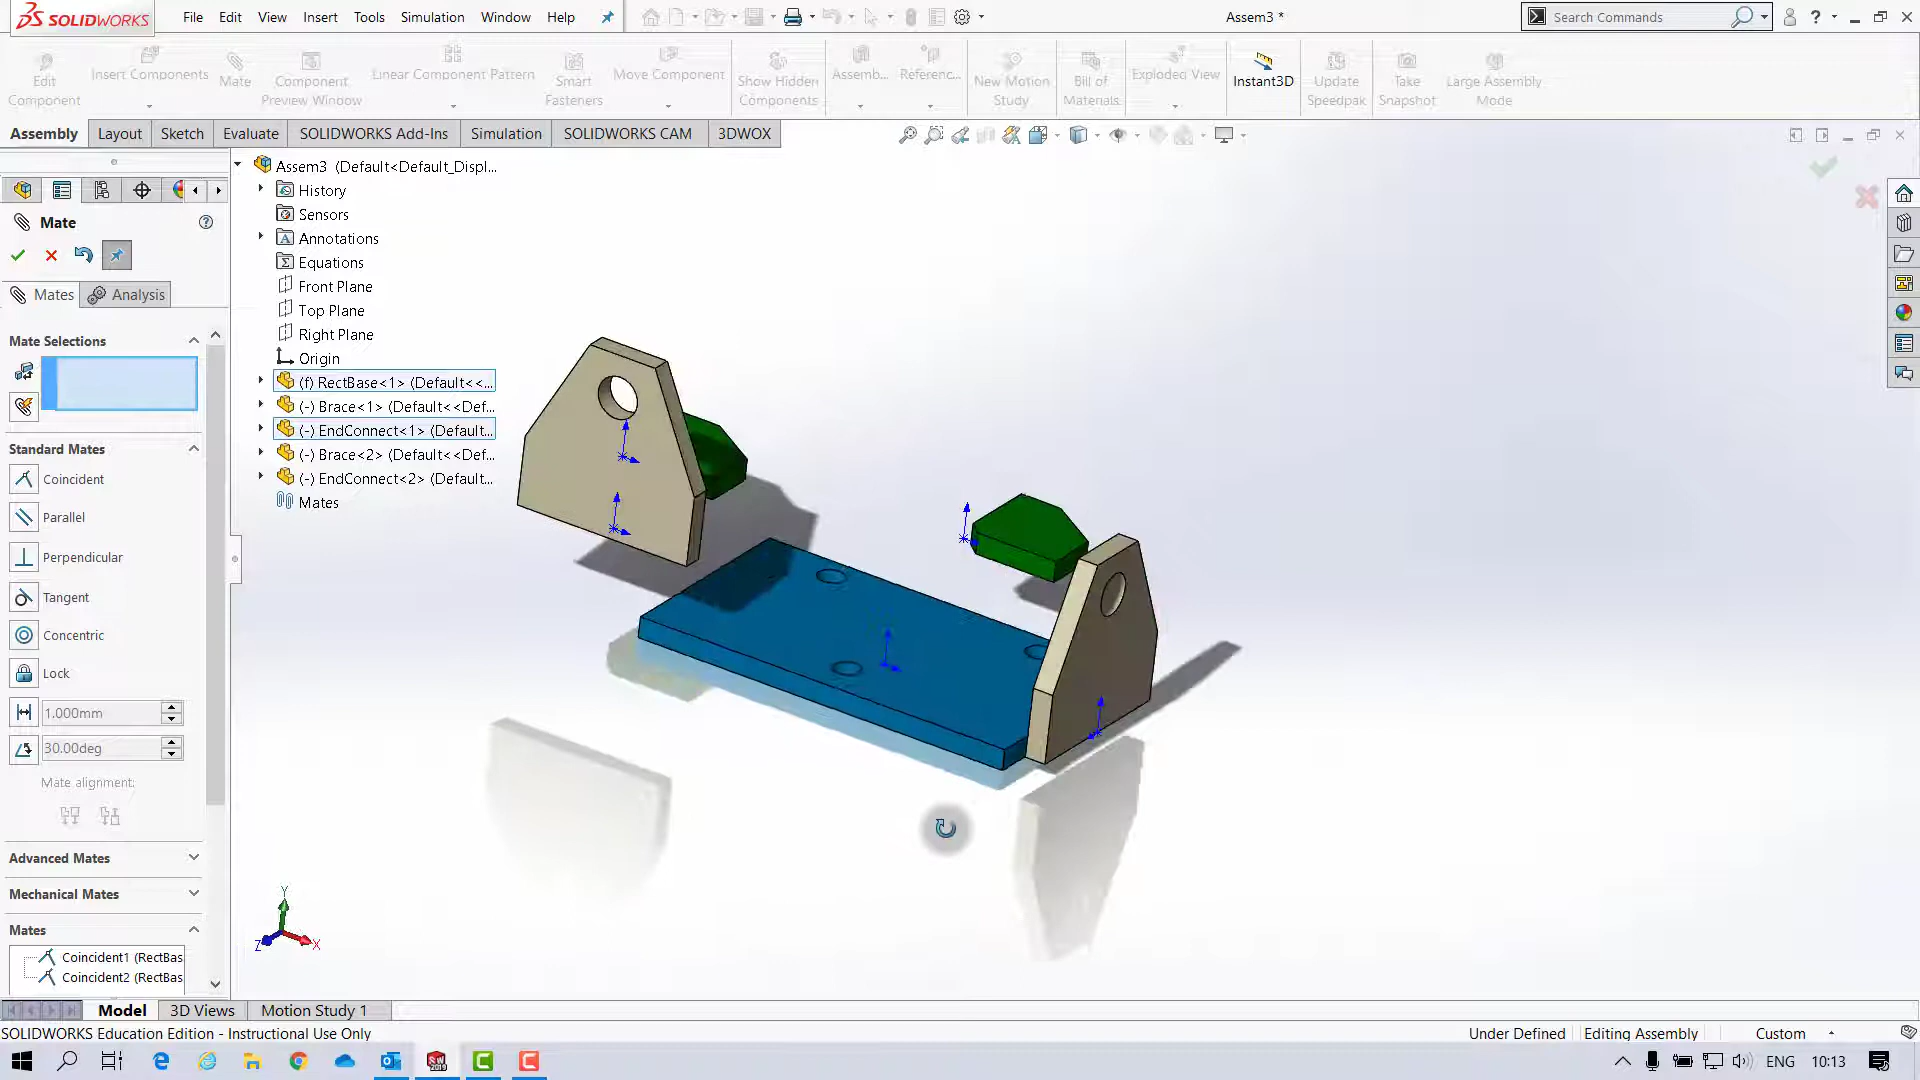 SOLIDWORKS File Edit View Insert Tools Simulation Window Help Assem3 * Search Commands ?
Edit Component
Insert Components
Mate
Component Preview Window
Linear Component Pattern
Smart Fasteners
Move Component
Show Hidden Components
Assemb...
Referenc...
New Motion Study
Bill of Materials
Exploded View
Instant3D
Update Speedpak
Take Snapshot
Large Assembly Mode
Assembly Layout Sketch Evaluate SOLIDWORKS Add-Ins Simulation SOLIDWORKS CAM 3DWOX
Assem3 (Default<Default_Displ...
History
Sensors
Annotations
Equations
Front Plane
Top Plane
Right Plane
Origin
(f) RectBase<1> (Default<<...
(-) Brace<1> (Default<<Def...
(-) EndConnect<1> (Default...
(-) Brace<2> (Default<<Def...
(-) EndConnect<2> (Default...
Mates
Mate
Mates Analysis
Mate Selections
Standard Mates
Coincident
Parallel
Perpendicular
Tangent
Concentric
Lock
1.000mm
30.00deg
Mate alignment:
Advanced Mates
Mechanical Mates
Mates
Coincident1 (RectBas
Coincident2 (RectBas
Y
Z
X
Model 3D Views Motion Study 1
SOLIDWORKS Education Edition - Instructional Use Only Under Defined Editing Assembly Custom
ENG 10:13